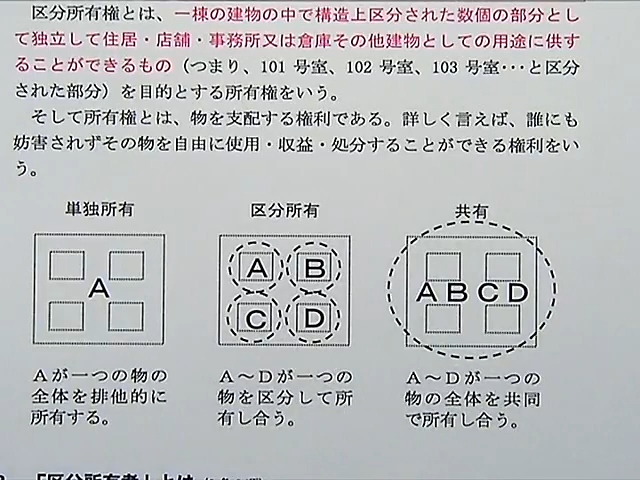 区分所有権とは、一棟の建物の中で構造上区分された数個の部分とし
て独立して住居・店舗・事務所又は倉庫その他建物としての用途に供す
ることができるもの（つまり、101 号室、102 号室、103 号室･･･と区分
された部分）を目的とする所有権をいう。
そして所有権とは、物を支配する権利である。詳しく言えば、誰にも
妨害されずその物を自由に使用・収益・処分することができる権利をい
う。
単独所有
A
Aが一つの物の
全体を排他的に
所有する。
区分所有
A B
C D
A～Dが一つの
物を区分して所
有し合う。
共有
A B C D
A～Dが一つの
物の全体を共同
で所有し合う。
「区分所有者」とは